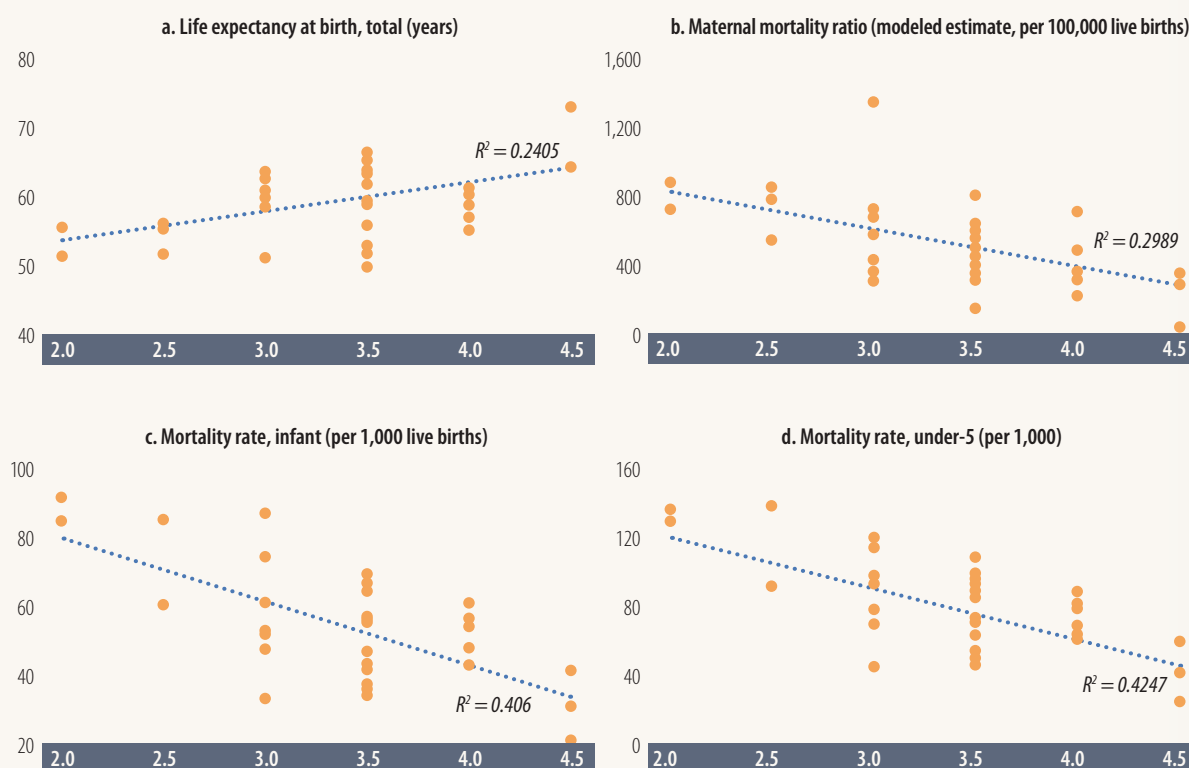 a. Life expectancy at birth, total (years)
80
70
60
50
40
R² = 0.2405
2.0 2.5 3.0 3.5 4.0 4.5
b. Maternal mortality ratio (modeled estimate, per 100,000 live births)
1,600
1,200
800
400
0
R² = 0.2989
2.0 2.5 3.0 3.5 4.0 4.5
c. Mortality rate, infant (per 1,000 live births)
100
80
60
40
20
R² = 0.406
2.0 2.5 3.0 3.5 4.0 4.5
d. Mortality rate, under-5 (per 1,000)
160
120
80
40
0
R² = 0.4247
2.0 2.5 3.0 3.5 4.0 4.5